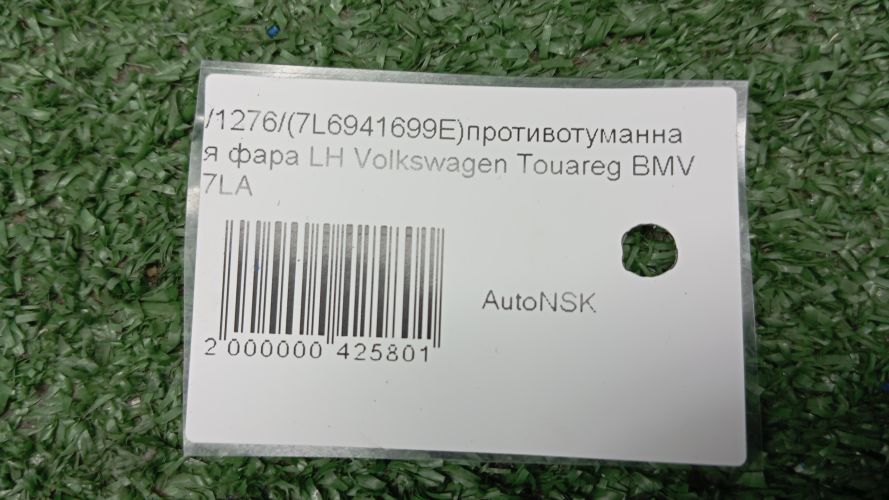 /1276/(7L6941699E)противотуманна
я фара LH Volkswagen Touareg BMV
7LA
AutoNSK
2 000000 425801